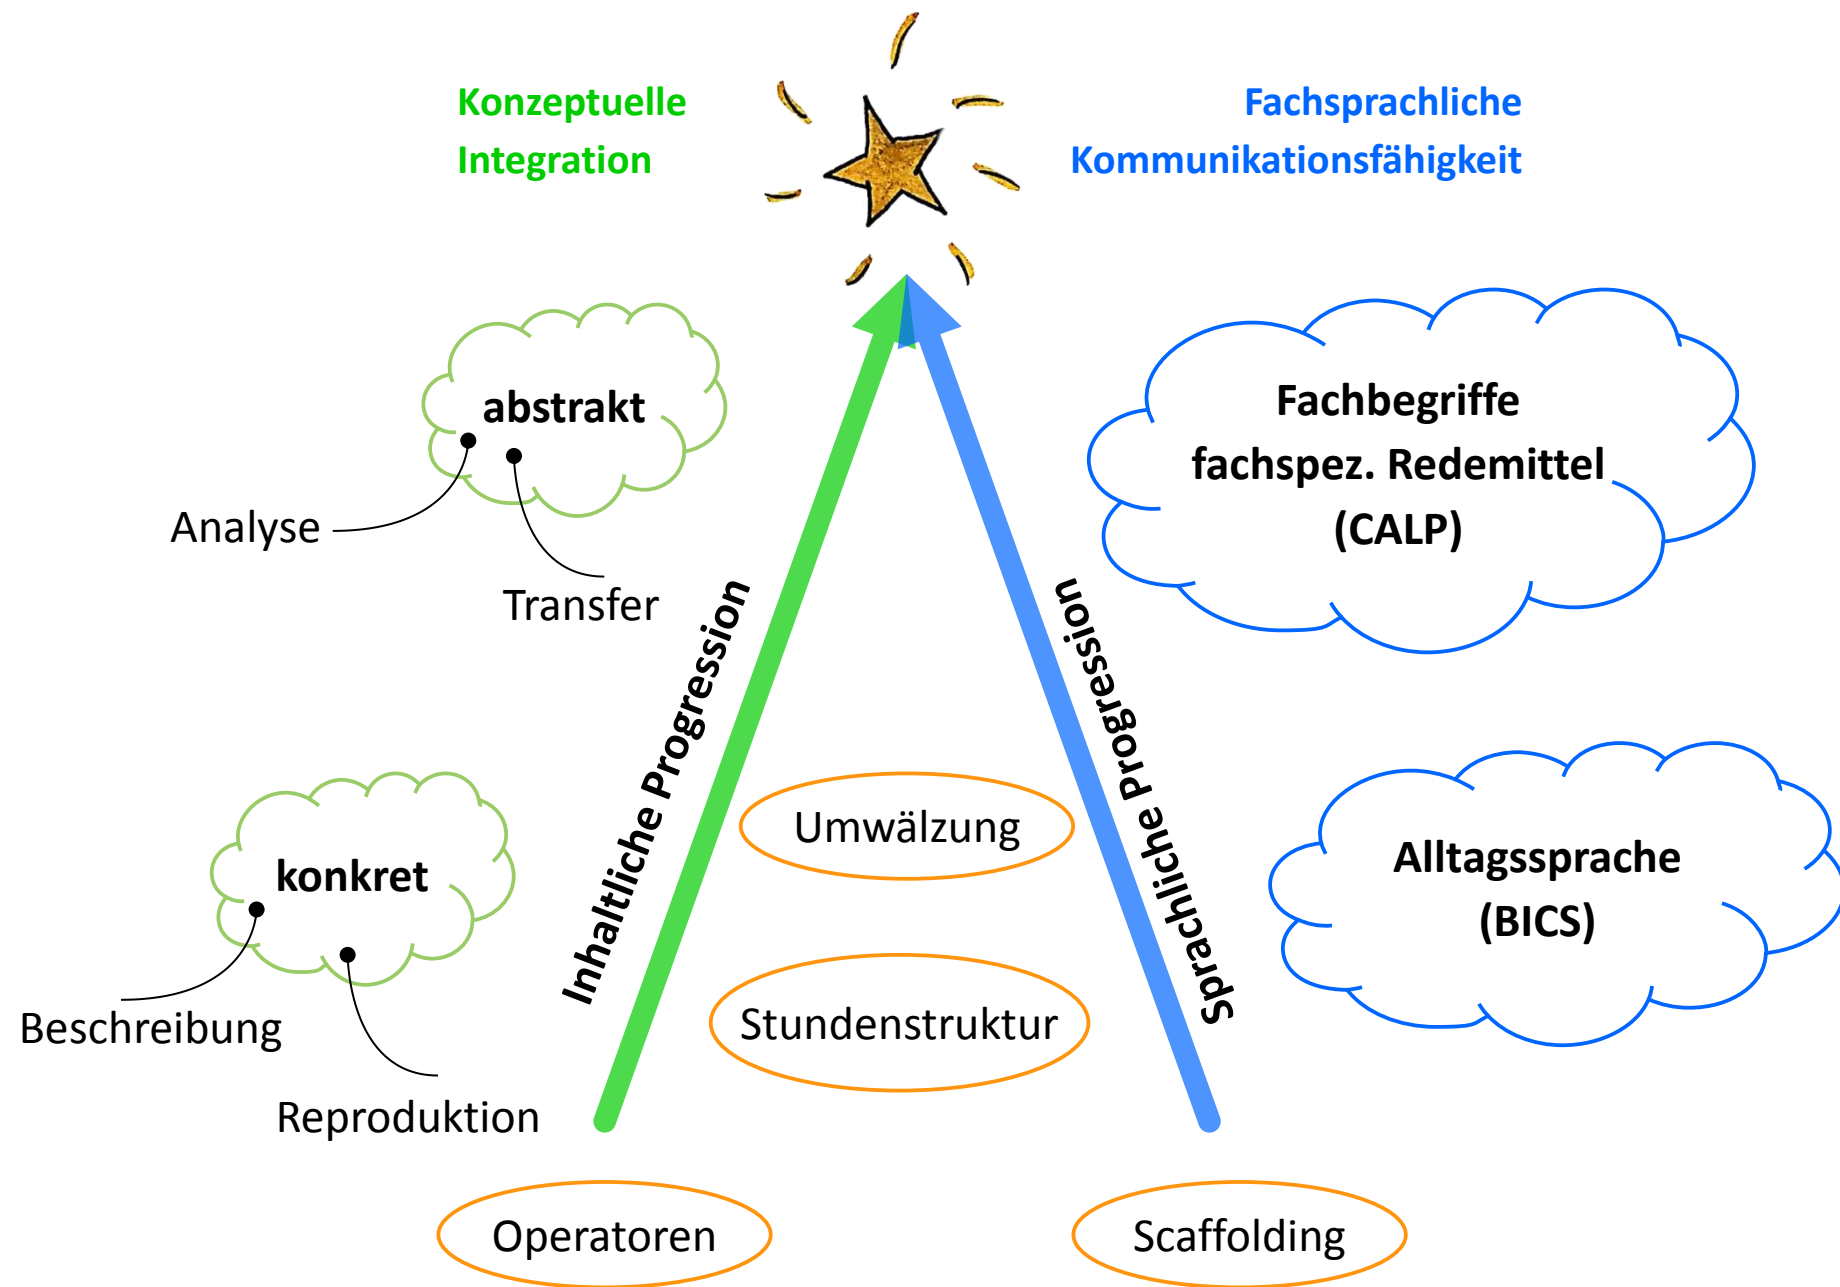 Konzeptuelle
Integration
Fachsprachliche
Kommunikationsfähigkeit
abstrakt
Analyse
Transfer
Fachbegriffe
fachspez. Redemittel
(CALP)
Inhaltliche Progression
Sprachliche Progression
konkret
Beschreibung
Reproduktion
Umwälzung
Stundenstruktur
Alltagssprache
(BICS)
Operatoren
Scaffolding